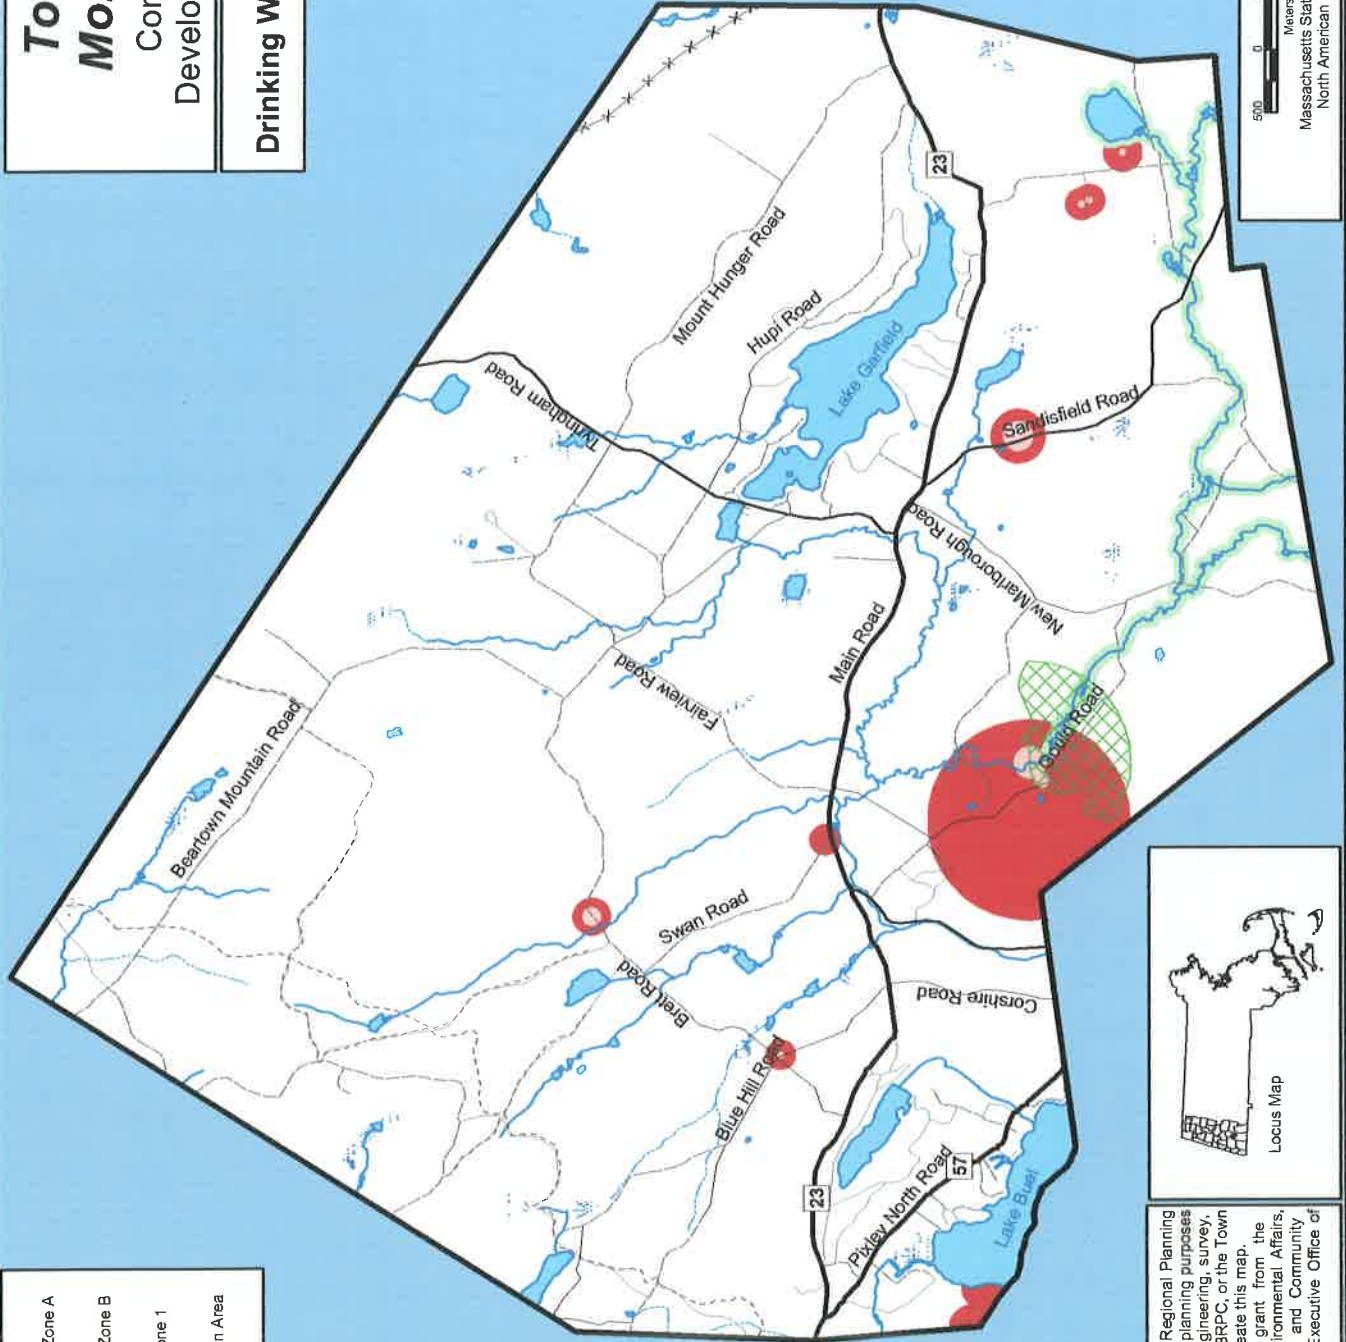 To
Mo
Co
Develo
Drinking W
500
0
Meters
Massachusetts Stat
North American
Zone A
Zone B
one 1
n Area
Beartown Mountain Road
Tyringham Road
Mount Hunger Road
Hupi Road
Lake Garfield
23
Fairview Road
Main Road
Sandisfield Road
New Marlborough Road
Gould Road
Swan Road
Brett Road
Blue Hill Road
Corshire Road
23
Pixley North Road
57
Lake Buel
Locus Map
Regional Planning
planning purposes
gineering, survey,
BRPC, or the Town
eate this map.
grant from the
ironmental Affairs,
and Community
Executive Office of